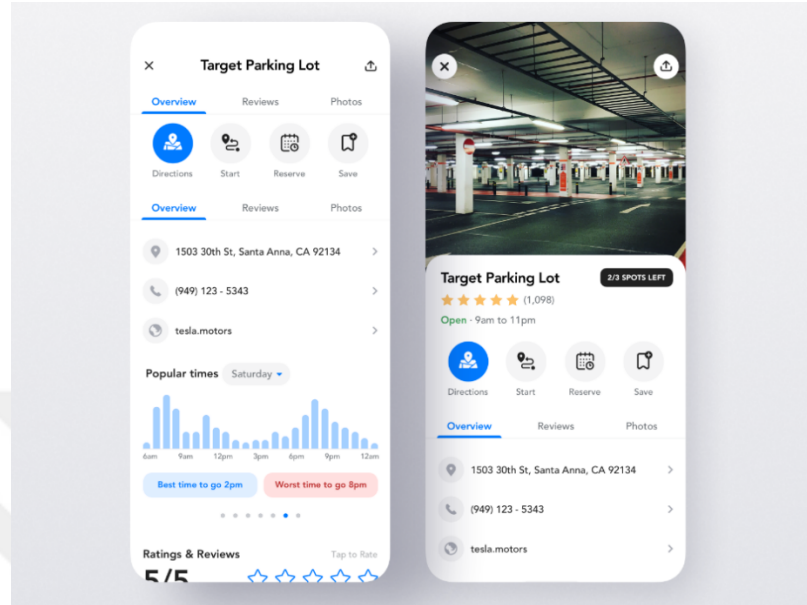 Target Parking Lot
Overview Reviews Photos
Directions Start Reserve Save
Overview Reviews Photos
1503 30th St, Santa Anna, CA 92134
(949) 123 - 5343
tesla.motors
Popular times Saturday
6am 9am 12pm 3pm 6pm 9pm 12am
Best time to go 2pm Worst time to go 8pm
Ratings & Reviews Tap to Rate
5/5
Target Parking Lot 2/3 SPOTS LEFT
(1,098)
Open - 9am to 11pm
Directions Start Reserve Save
Overview Reviews Photos
1503 30th St, Santa Anna, CA 92134
(949) 123 - 5343
tesla.motors